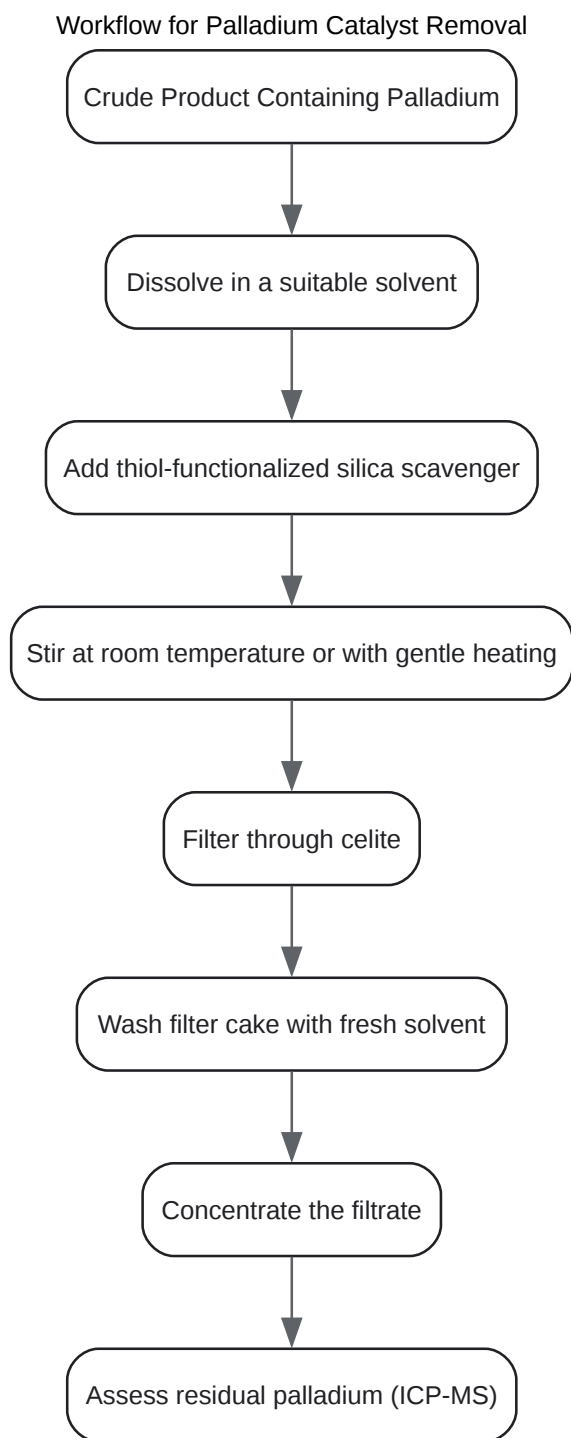 Workflow for Palladium Catalyst Removal
Crude Product Containing Palladium
Dissolve in a suitable solvent
Add thiol-functionalized silica scavenger
Stir at room temperature or with gentle heating
Filter through celite
Wash filter cake with fresh solvent
Concentrate the filtrate
Assess residual palladium (ICP-MS)